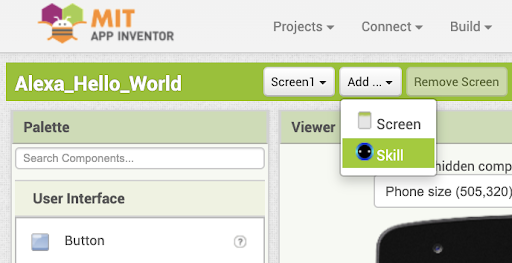 MIT
APP INVENTOR
Projects
Connect
Build
Alexa_Hello_World
Screen1
Add ...
Remove Screen
Screen
Skill
Palette
Viewer
Search Components...
hidden comp
Phone size (505,320)
User Interface
Button
?